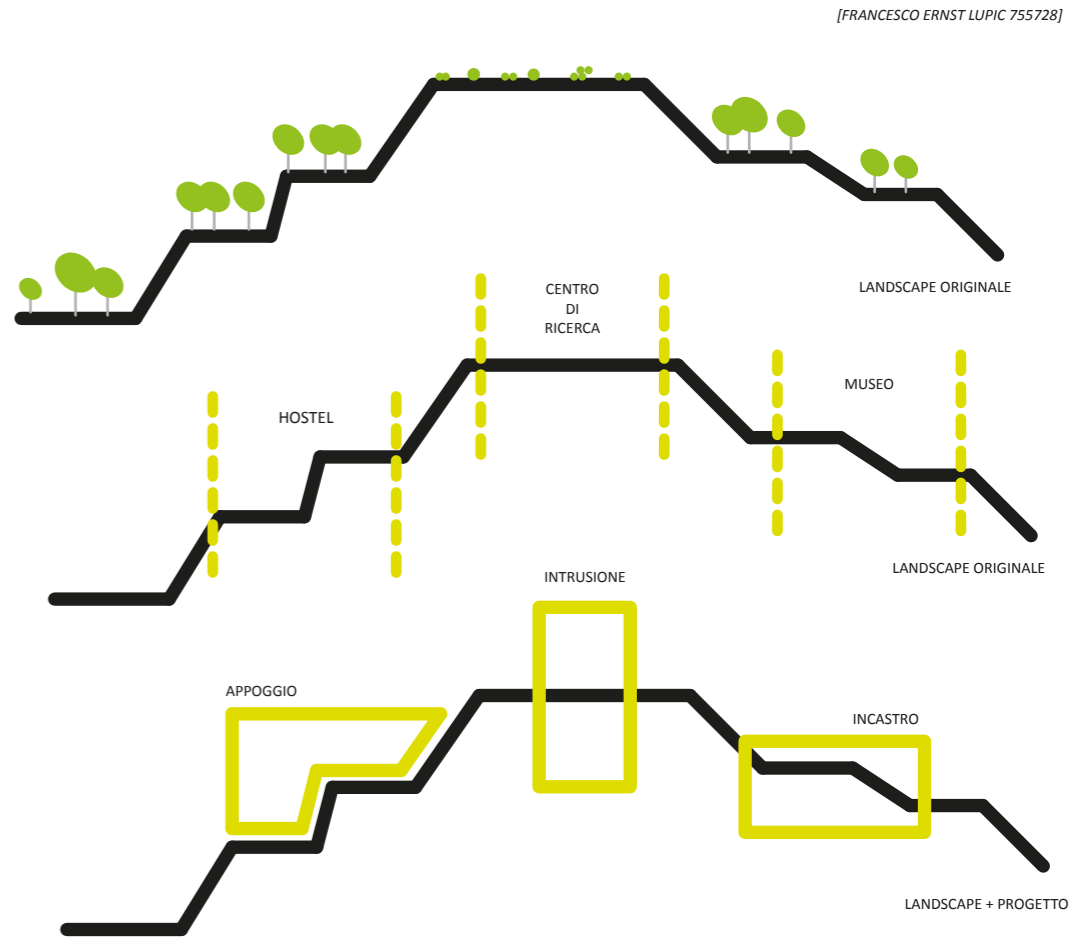 [FRANCESCO ERNST LUPIC 755728]
LANDSCAPE ORIGINALE
CENTRO
DI
RICERCA
MUSEO
HOSTEL
LANDSCAPE ORIGINALE
INTRUSIONE
APPOGGIO
INCASTRO
LANDSCAPE + PROGETTO